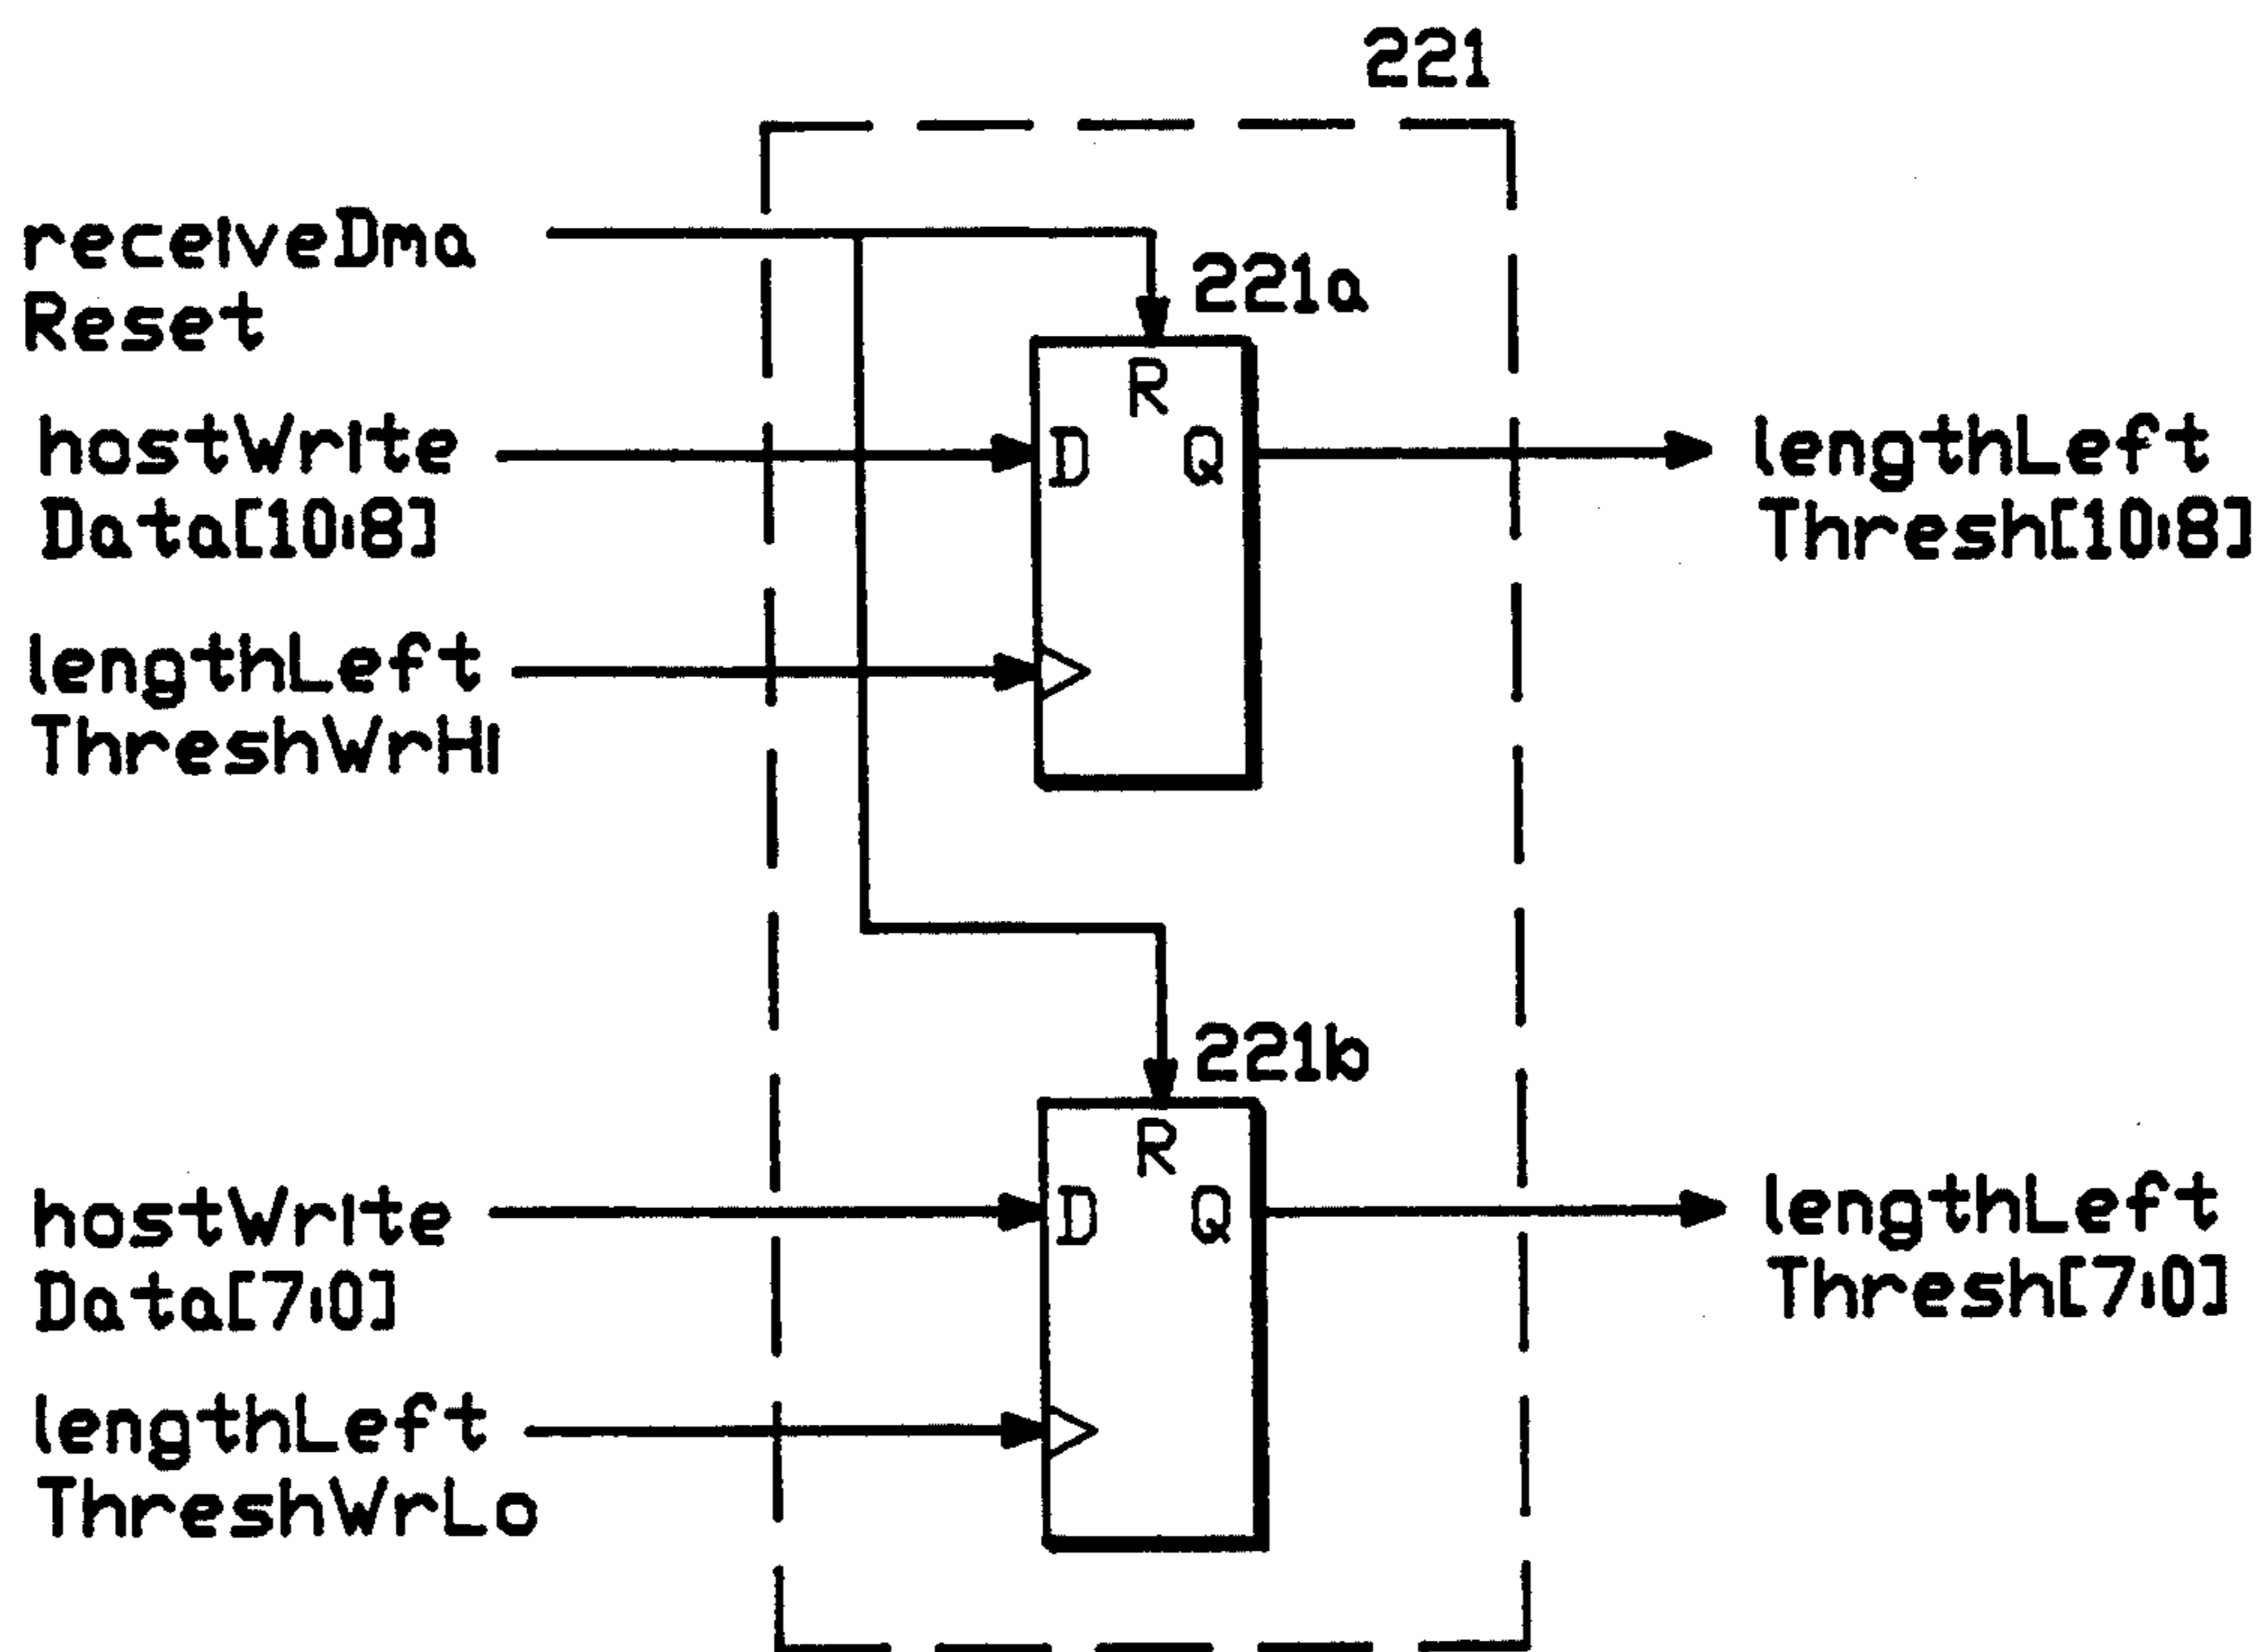 221
receiveDma
Reset
221a
R
hostWrite
Data[10:8]
D
Q
lengthLeft
Thresh[10:8]
lengthLeft
ThreshWrHi
221b
R
hostWrite
Data[7:0]
D
Q
lengthLeft
Thresh[7:0]
lengthLeft
ThreshWrLo